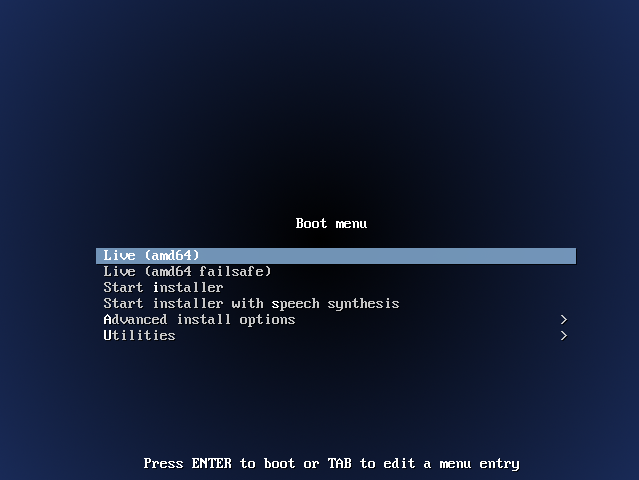 Boot menu
Live (amd64)
Live (amd64 failsafe)
Start installer
Start installer with speech synthesis
Advanced install options >
Utilities >
Press ENTER to boot or TAB to edit a menu entry